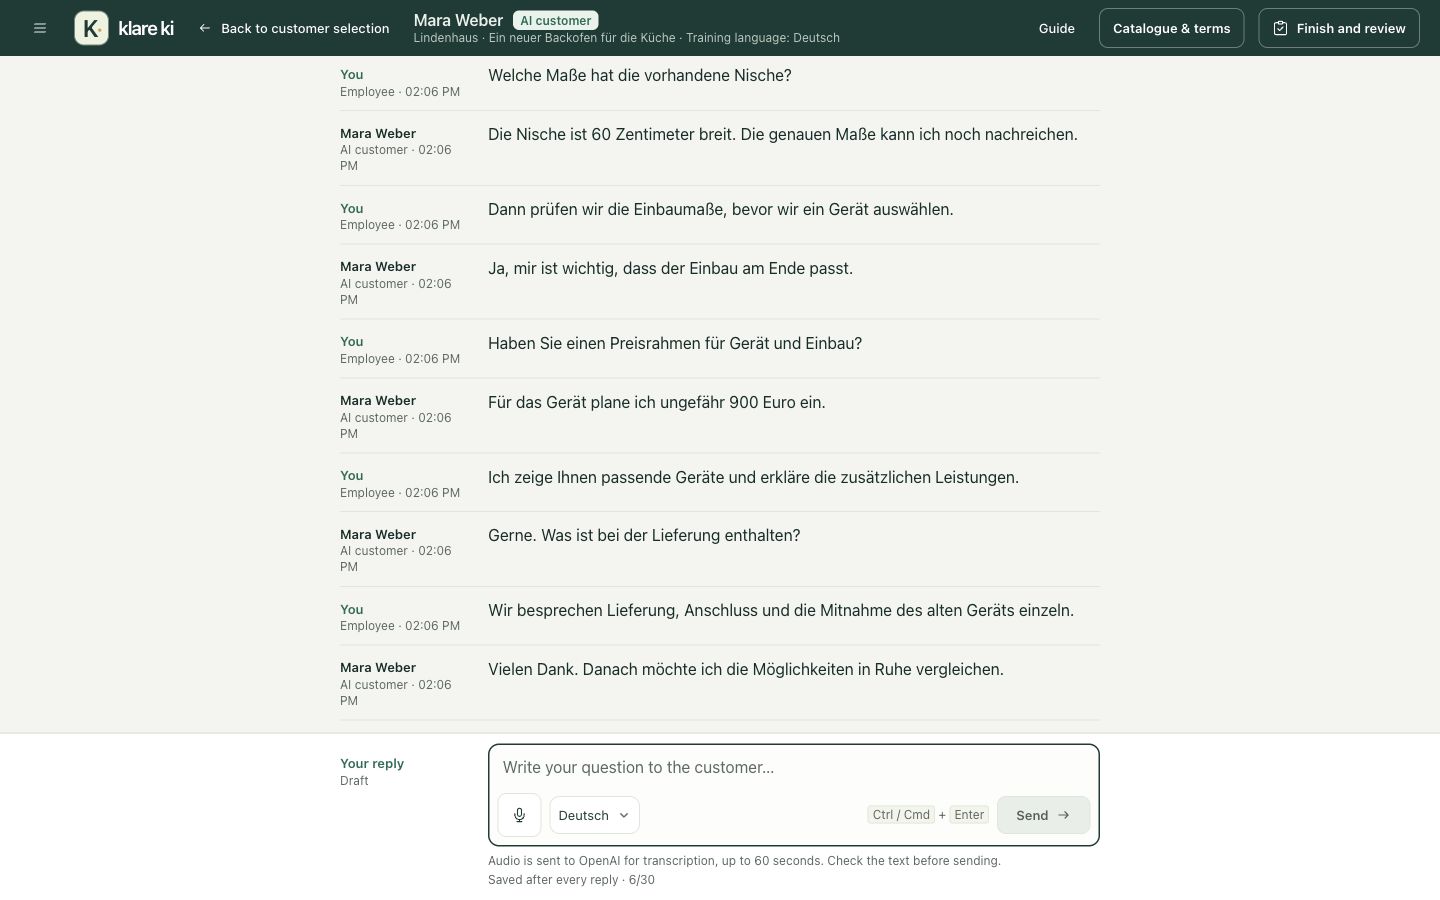 K klare ki
Back to customer selection
Mara Weber AI customer
Lindenhaus · Ein neuer Backofen für die Küche · Training language: Deutsch
Guide
Catalogue & terms
Finish and review
You
Employee · 02:06 PM
Welche Maße hat die vorhandene Nische?
Mara Weber
AI customer · 02:06
PM
Die Nische ist 60 Zentimeter breit. Die genauen Maße kann ich noch nachreichen.
You
Employee · 02:06 PM
Dann prüfen wir die Einbaumaße, bevor wir ein Gerät auswählen.
Mara Weber
AI customer · 02:06
PM
Ja, mir ist wichtig, dass der Einbau am Ende passt.
You
Employee · 02:06 PM
Haben Sie einen Preisrahmen für Gerät und Einbau?
Mara Weber
AI customer · 02:06
PM
Für das Gerät plane ich ungefähr 900 Euro ein.
You
Employee · 02:06 PM
Ich zeige Ihnen passende Geräte und erkläre die zusätzlichen Leistungen.
Mara Weber
AI customer · 02:06
PM
Gerne. Was ist bei der Lieferung enthalten?
You
Employee · 02:06 PM
Wir besprechen Lieferung, Anschluss und die Mitnahme des alten Geräts einzeln.
Mara Weber
AI customer · 02:06
PM
Vielen Dank. Danach möchte ich die Möglichkeiten in Ruhe vergleichen.
Your reply
Draft
Write your question to the customer...
Deutsch
Ctrl / Cmd + Enter
Send
Audio is sent to OpenAI for transcription, up to 60 seconds. Check the text before sending.
Saved after every reply · 6/30